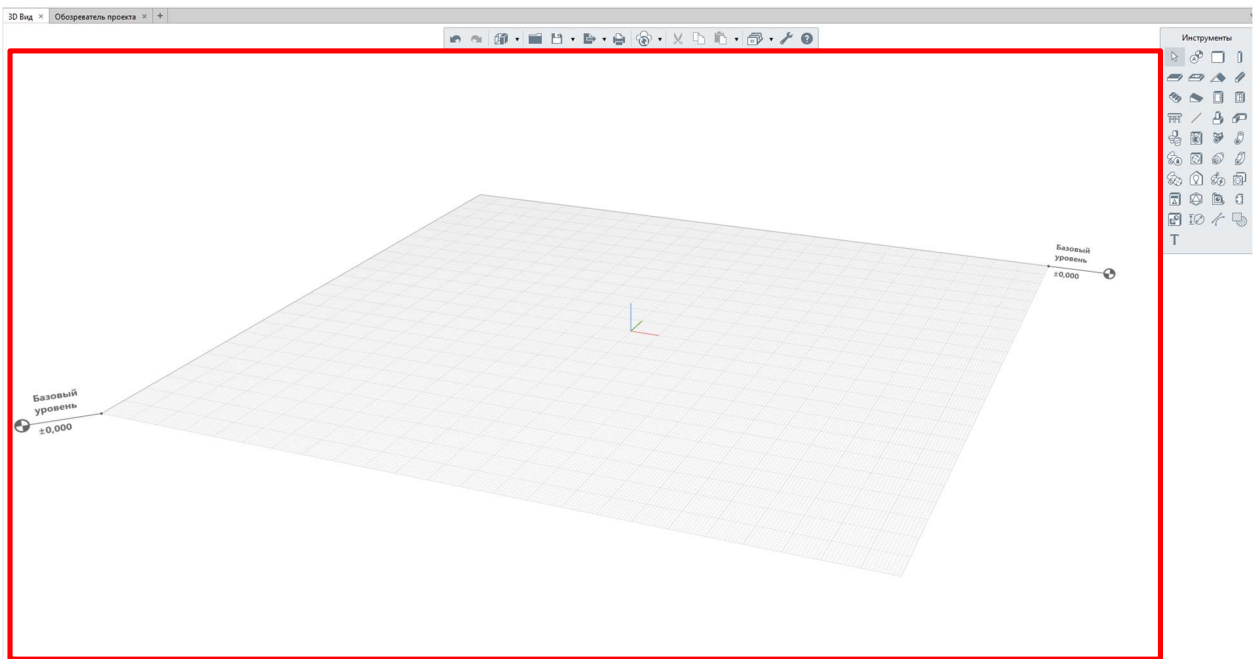 3D Вид × Обозреватель проекта × +
Инструменты
T
Базовый
уровень
±0,000
Базовый
уровень
±0,000